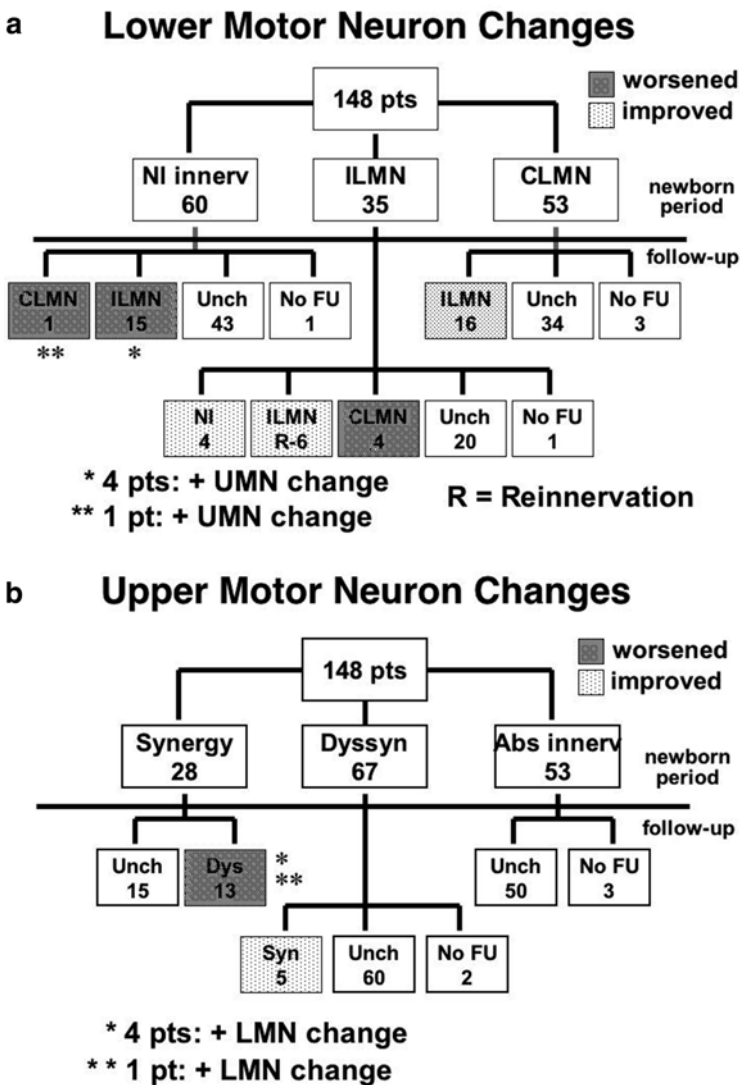 a Lower Motor Neuron Changes
worsened
improved
148 pts
NI innerv
60
ILMN
35
CLMN
53
newborn
period
follow-up
CLMN
1
ILMN
15
Unch
43
No FU
1
ILMN
16
Unch
34
No FU
3
**
*
NI
4
ILMN
R-6
CLMN
4
Unch
20
No FU
1
* 4 pts: + UMN change
** 1 pt: + UMN change
R = Reinnervation
b Upper Motor Neuron Changes
worsened
improved
148 pts
Synergy
28
Dyssyn
67
Abs innerv
53
newborn
period
follow-up
Unch
15
Dys
13
*
**
Unch
50
No FU
3
Syn
5
Unch
60
No FU
2
* 4 pts: + LMN change
* * 1 pt: + LMN change